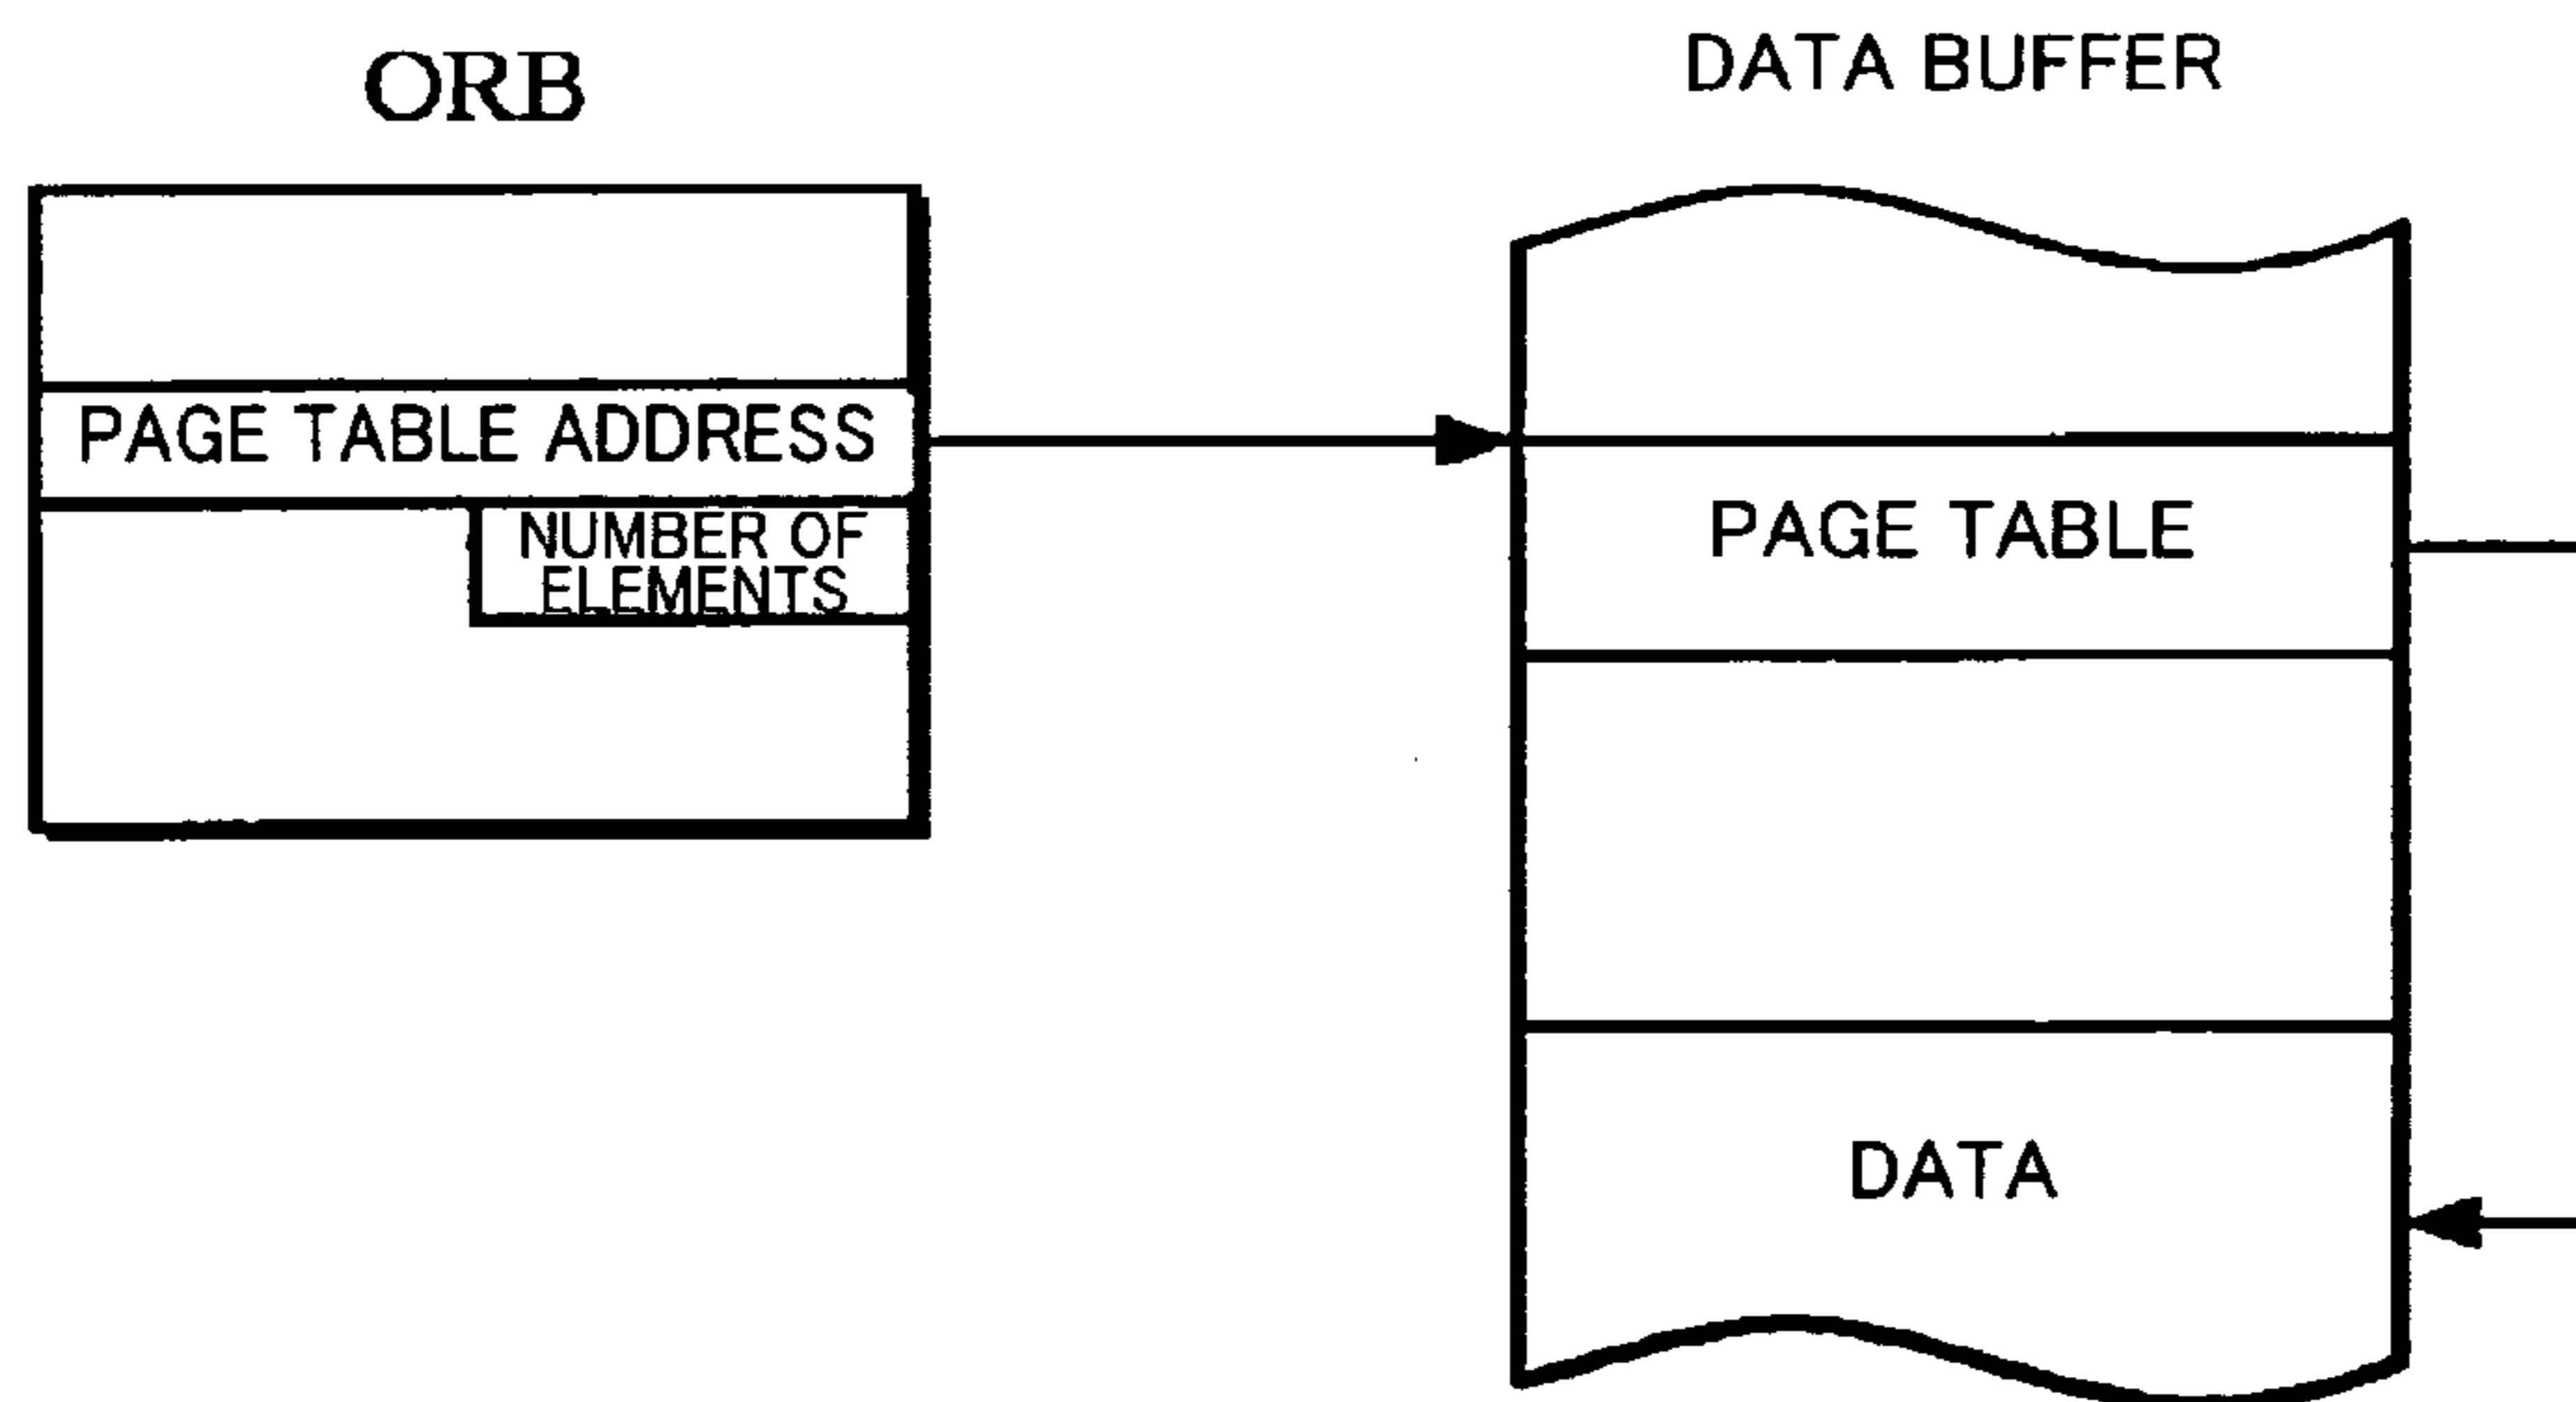 ORB
DATA BUFFER
PAGE TABLE ADDRESS
NUMBER OF
ELEMENTS
PAGE TABLE
DATA